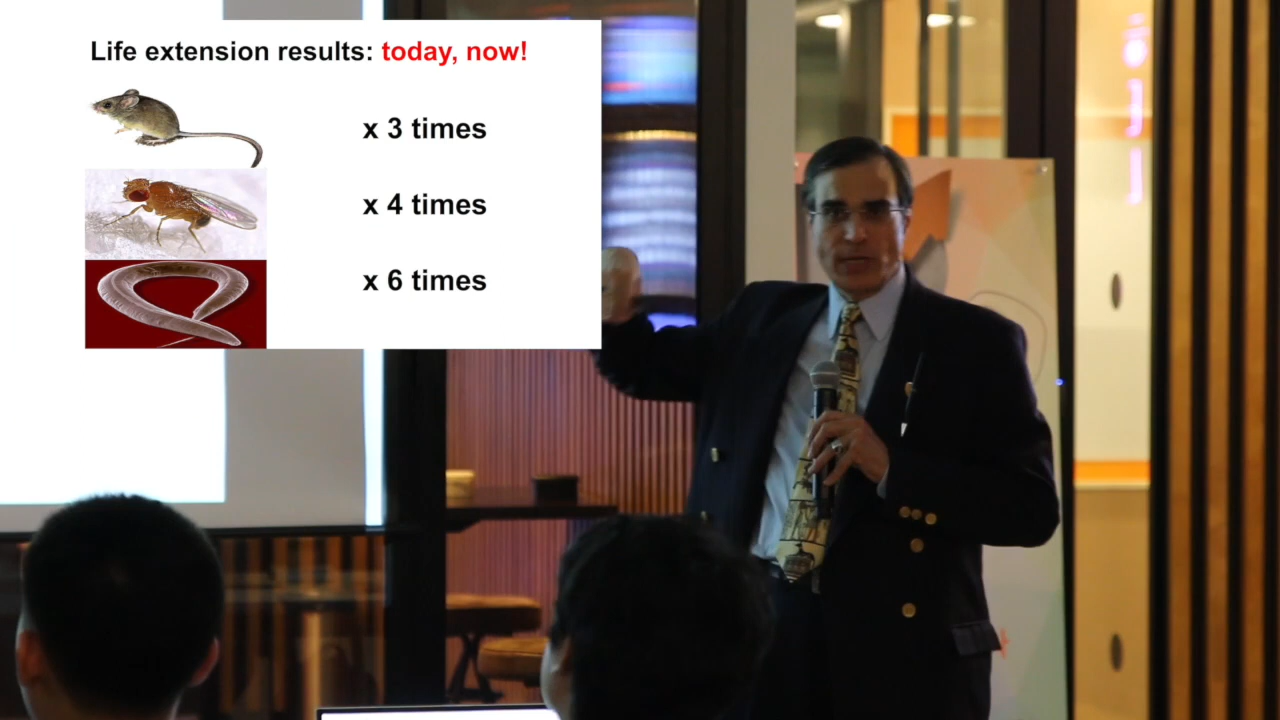 Life extension results: today, now!
x 3 times
x 4 times
x 6 times